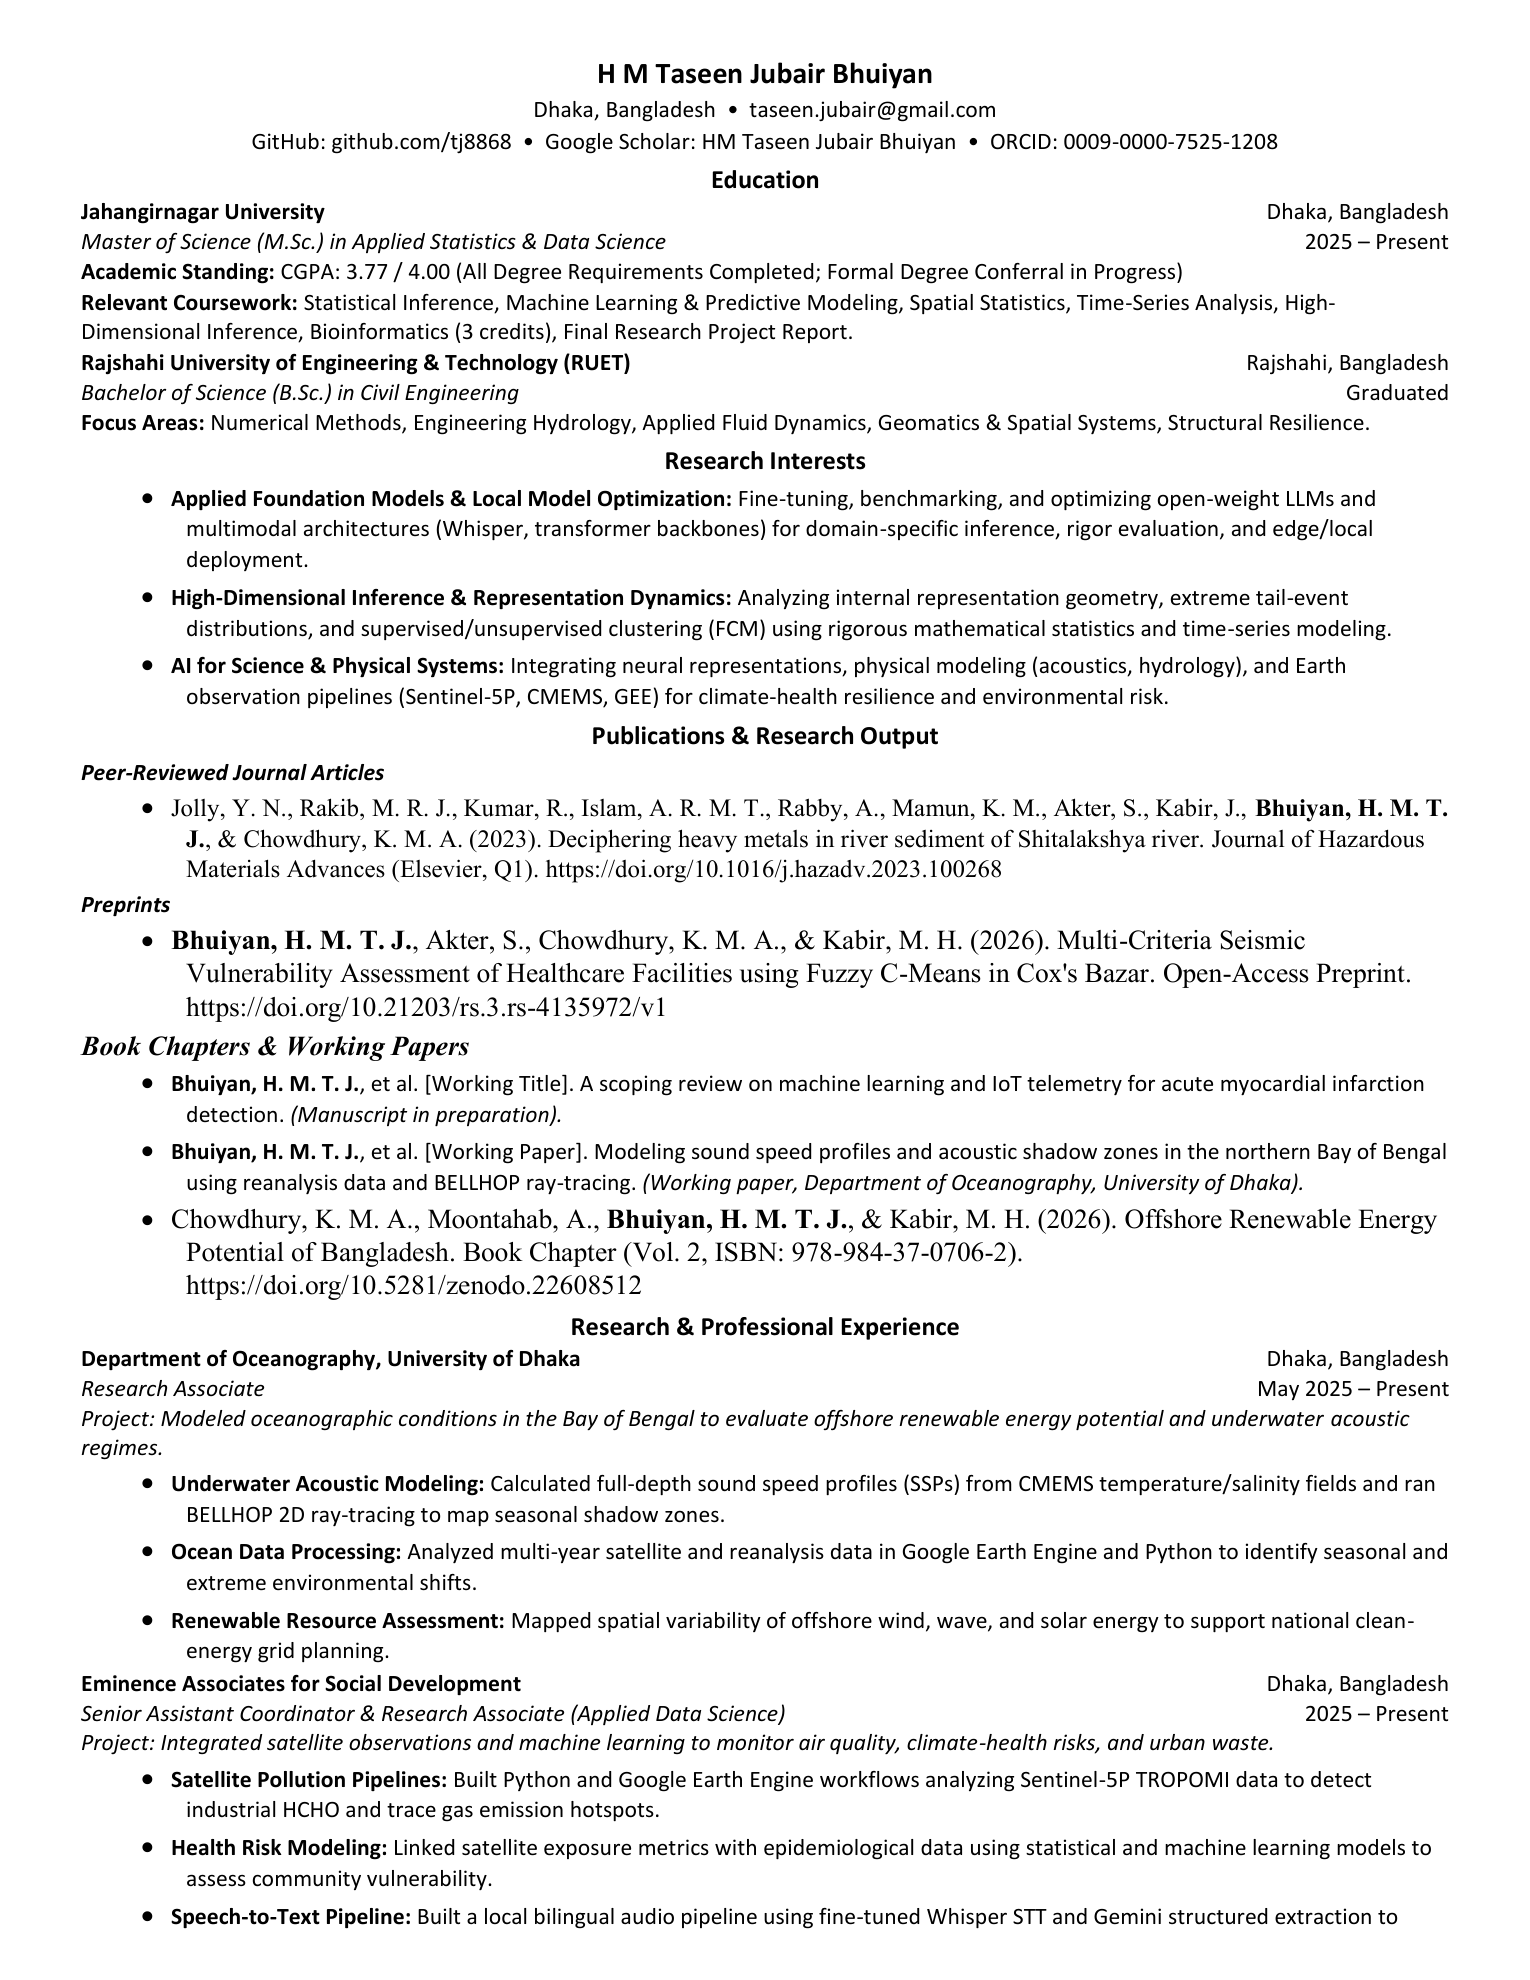 H M Taseen Jubair Bhuiyan
Dhaka, Bangladesh • taseen.jubair@gmail.com
GitHub: github.com/tj8868 • Google Scholar: HM Taseen Jubair Bhuiyan • ORCID: 0009-0000-7525-1208
Education
Jahangirnagar University Dhaka, Bangladesh
Master of Science (M.Sc.) in Applied Statistics & Data Science 2025 – Present
Academic Standing: CGPA: 3.77 / 4.00 (All Degree Requirements Completed; Formal Degree Conferral in Progress)
Relevant Coursework: Statistical Inference, Machine Learning & Predictive Modeling, Spatial Statistics, Time-Series Analysis, High-
Dimensional Inference, Bioinformatics (3 credits), Final Research Project Report.
Rajshahi University of Engineering & Technology (RUET) Rajshahi, Bangladesh
Bachelor of Science (B.Sc.) in Civil Engineering Graduated
Focus Areas: Numerical Methods, Engineering Hydrology, Applied Fluid Dynamics, Geomatics & Spatial Systems, Structural Resilience.
Research Interests
• Applied Foundation Models & Local Model Optimization: Fine-tuning, benchmarking, and optimizing open-weight LLMs and
multimodal architectures (Whisper, transformer backbones) for domain-specific inference, rigor evaluation, and edge/local
deployment.
• High-Dimensional Inference & Representation Dynamics: Analyzing internal representation geometry, extreme tail-event
distributions, and supervised/unsupervised clustering (FCM) using rigorous mathematical statistics and time-series modeling.
• AI for Science & Physical Systems: Integrating neural representations, physical modeling (acoustics, hydrology), and Earth
observation pipelines (Sentinel-5P, CMEMS, GEE) for climate-health resilience and environmental risk.
Publications & Research Output
Peer-Reviewed Journal Articles
• Jolly, Y. N., Rakib, M. R. J., Kumar, R., Islam, A. R. M. T., Rabby, A., Mamun, K. M., Akter, S., Kabir, J., Bhuiyan, H. M. T.
J., & Chowdhury, K. M. A. (2023). Deciphering heavy metals in river sediment of Shitalakshya river. Journal of Hazardous
Materials Advances (Elsevier, Q1). https://doi.org/10.1016/j.hazadv.2023.100268
Preprints
• Bhuiyan, H. M. T. J., Akter, S., Chowdhury, K. M. A., & Kabir, M. H. (2026). Multi-Criteria Seismic
Vulnerability Assessment of Healthcare Facilities using Fuzzy C-Means in Cox's Bazar. Open-Access Preprint.
https://doi.org/10.21203/rs.3.rs-4135972/v1
Book Chapters & Working Papers
• Bhuiyan, H. M. T. J., et al. [Working Title]. A scoping review on machine learning and IoT telemetry for acute myocardial infarction
detection. (Manuscript in preparation).
• Bhuiyan, H. M. T. J., et al. [Working Paper]. Modeling sound speed profiles and acoustic shadow zones in the northern Bay of Bengal
using reanalysis data and BELLHOP ray-tracing. (Working paper, Department of Oceanography, University of Dhaka).
• Chowdhury, K. M. A., Moontahab, A., Bhuiyan, H. M. T. J., & Kabir, M. H. (2026). Offshore Renewable Energy
Potential of Bangladesh. Book Chapter (Vol. 2, ISBN: 978-984-37-0706-2).
https://doi.org/10.5281/zenodo.22608512
Research & Professional Experience
Department of Oceanography, University of Dhaka Dhaka, Bangladesh
Research Associate May 2025 – Present
Project: Modeled oceanographic conditions in the Bay of Bengal to evaluate offshore renewable energy potential and underwater acoustic
regimes.
• Underwater Acoustic Modeling: Calculated full-depth sound speed profiles (SSPs) from CMEMS temperature/salinity fields and ran
BELLHOP 2D ray-tracing to map seasonal shadow zones.
• Ocean Data Processing: Analyzed multi-year satellite and reanalysis data in Google Earth Engine and Python to identify seasonal and
extreme environmental shifts.
• Renewable Resource Assessment: Mapped spatial variability of offshore wind, wave, and solar energy to support national clean-
energy grid planning.
Eminence Associates for Social Development Dhaka, Bangladesh
Senior Assistant Coordinator & Research Associate (Applied Data Science) 2025 – Present
Project: Integrated satellite observations and machine learning to monitor air quality, climate-health risks, and urban waste.
• Satellite Pollution Pipelines: Built Python and Google Earth Engine workflows analyzing Sentinel-5P TROPOMI data to detect
industrial HCHO and trace gas emission hotspots.
• Health Risk Modeling: Linked satellite exposure metrics with epidemiological data using statistical and machine learning models to
assess community vulnerability.
• Speech-to-Text Pipeline: Built a local bilingual audio pipeline using fine-tuned Whisper STT and Gemini structured extraction to